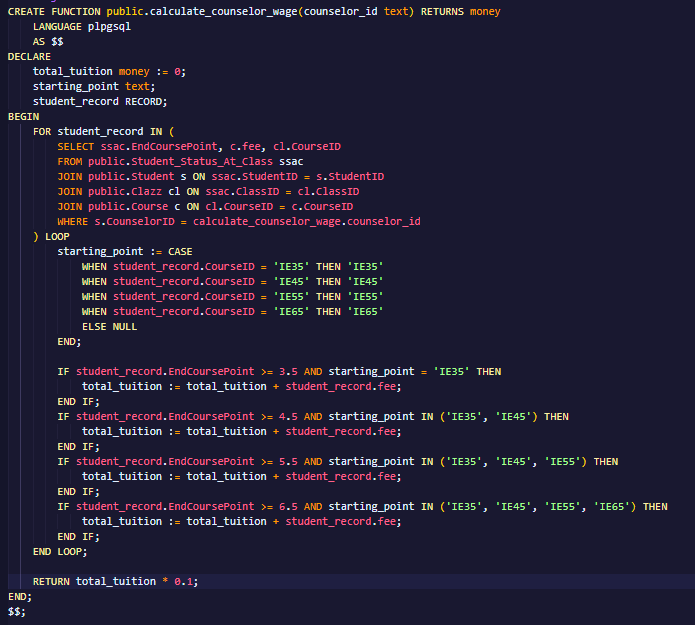 CREATE FUNCTION public.calculate_counselor_wage(counselor_id text) RETURNS money
LANGUAGE plpgsql
AS $$
DECLARE
total_tuition money := 0;
starting_point text;
student_record RECORD;
BEGIN
FOR student_record IN (
SELECT ssac.EndCoursePoint, c.fee, cl.CourseID
FROM public.Student_Status_At_Class ssac
JOIN public.Student s ON ssac.StudentID = s.StudentID
JOIN public.Clazz cl ON ssac.ClassID = cl.ClassID
JOIN public.Course c ON cl.CourseID = c.CourseID
WHERE s.CounselorID = calculate_counselor_wage.counselor_id
) LOOP
starting_point := CASE
WHEN student_record.CourseID = 'IE35' THEN 'IE35'
WHEN student_record.CourseID = 'IE45' THEN 'IE45'
WHEN student_record.CourseID = 'IE55' THEN 'IE55'
WHEN student_record.CourseID = 'IE65' THEN 'IE65'
ELSE NULL
END;
IF student_record.EndCoursePoint >= 3.5 AND starting_point = 'IE35' THEN
total_tuition := total_tuition + student_record.fee;
END IF;
IF student_record.EndCoursePoint >= 4.5 AND starting_point IN ('IE35', 'IE45') THEN
total_tuition := total_tuition + student_record.fee;
END IF;
IF student_record.EndCoursePoint >= 5.5 AND starting_point IN ('IE35', 'IE45', 'IE55') THEN
total_tuition := total_tuition + student_record.fee;
END IF;
IF student_record.EndCoursePoint >= 6.5 AND starting_point IN ('IE35', 'IE45', 'IE55', 'IE65') THEN
total_tuition := total_tuition + student_record.fee;
END IF;
END LOOP;
RETURN total_tuition * 0.1;
END;
$$;